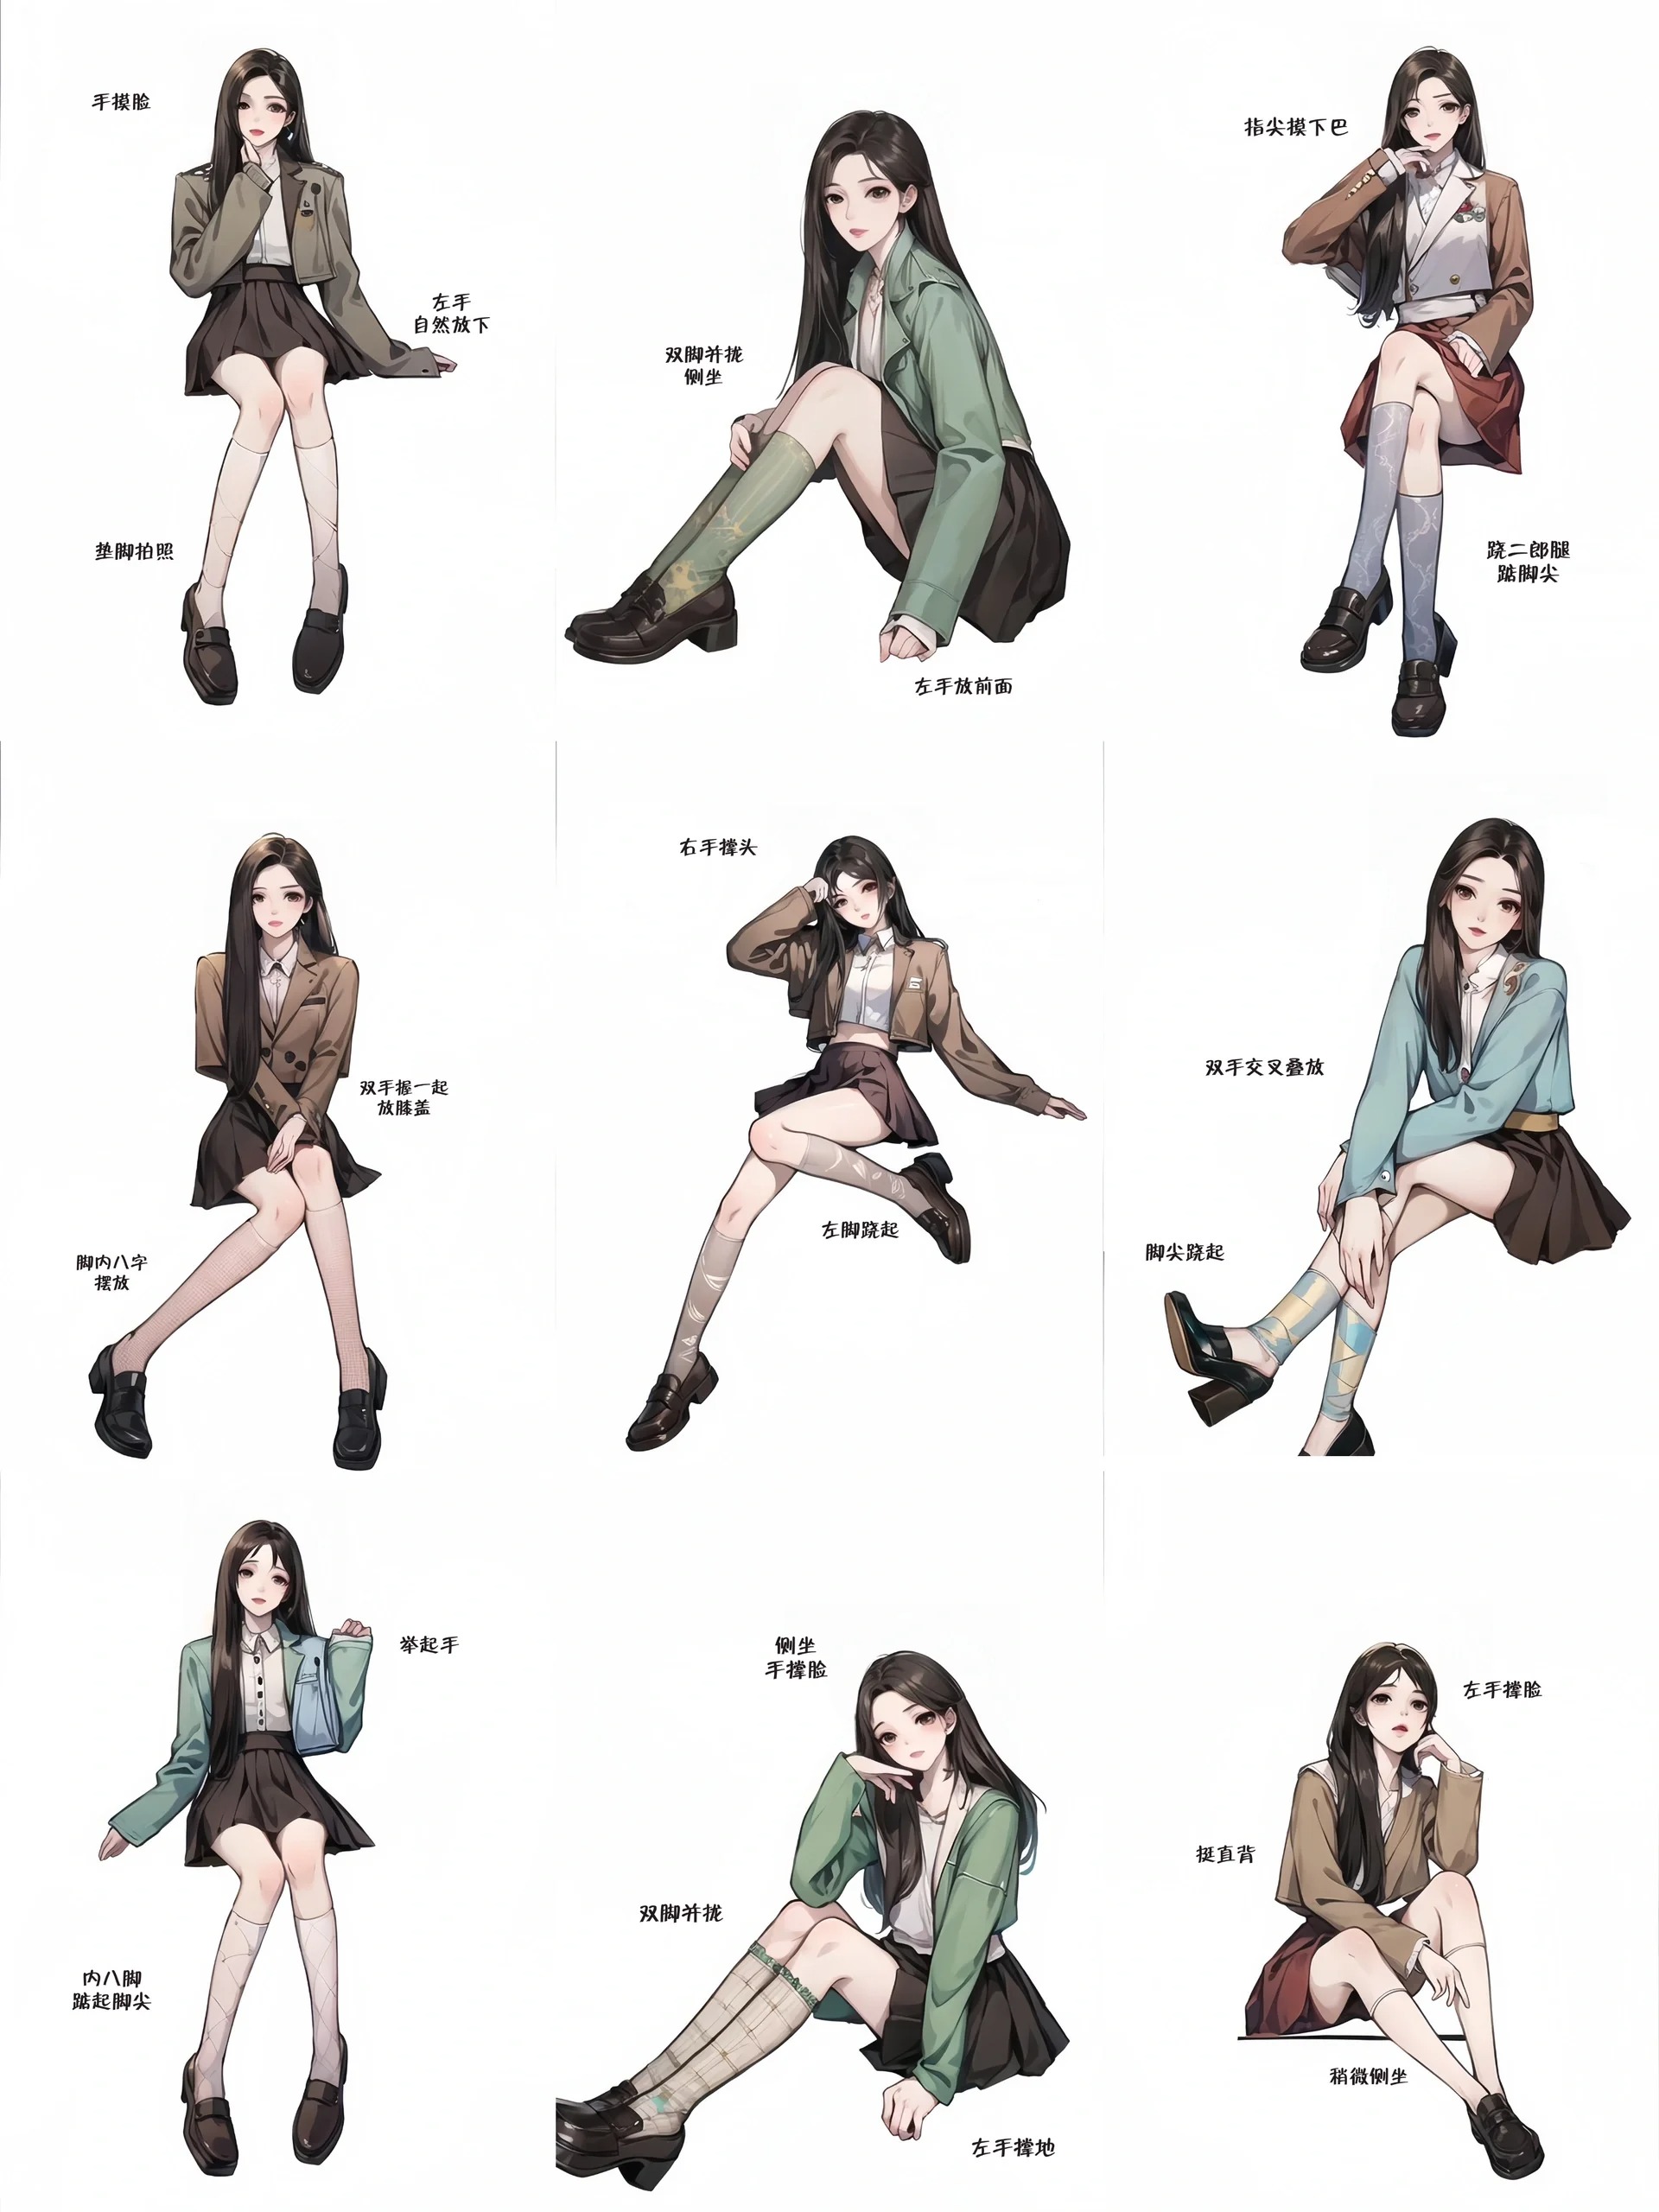 手摸脸
左手
自然放下
垫脚拍照
双脚并拢
侧坐
左手放前面
指尖摸下巴
跷二郎腿
踮脚尖
双手握一起
放膝盖
脚内八字
摆放
右手撑头
左脚跷起
双手交叉叠放
脚尖跷起
举起手
内八脚
踮起脚尖
侧坐
手撑脸
双脚并拢
左手撑地
左手撑脸
挺直背
稍微侧坐